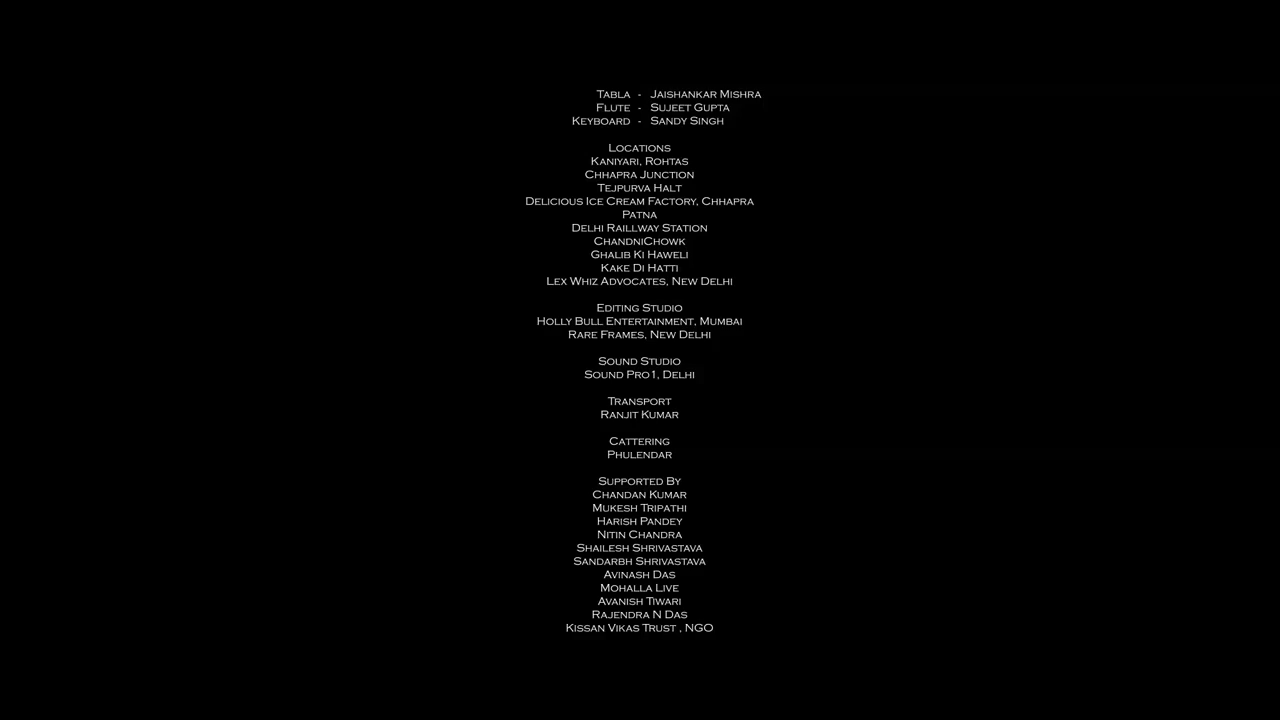 Tabla - Jaishankar Mishra
Flute - Sujeet Gupta
Keyboard - Sandy Singh
Locations
Kaniyari, Rohtas
Chhapra Junction
Tejpurva Halt
Delicious Ice Cream Factory, Chhapra
Patna
Delhi Raillway Station
ChandniChowk
Ghalib Ki Haweli
Kake Di Hatti
Lex Whiz Advocates, New Delhi
Editing Studio
Holly Bull Entertainment, Mumbai
Rare Frames, New Delhi
Sound Studio
Sound Pro1, Delhi
Transport
Ranjit Kumar
Cattering
Phulendar
Supported By
Chandan Kumar
Mukesh Tripathi
Harish Pandey
Nitin Chandra
Shailesh Shrivastava
Sandarbh Shrivastava
Avinash Das
Mohalla Live
Avanish Tiwari
Rajendra N Das
Kissan Vikas Trust , NGO